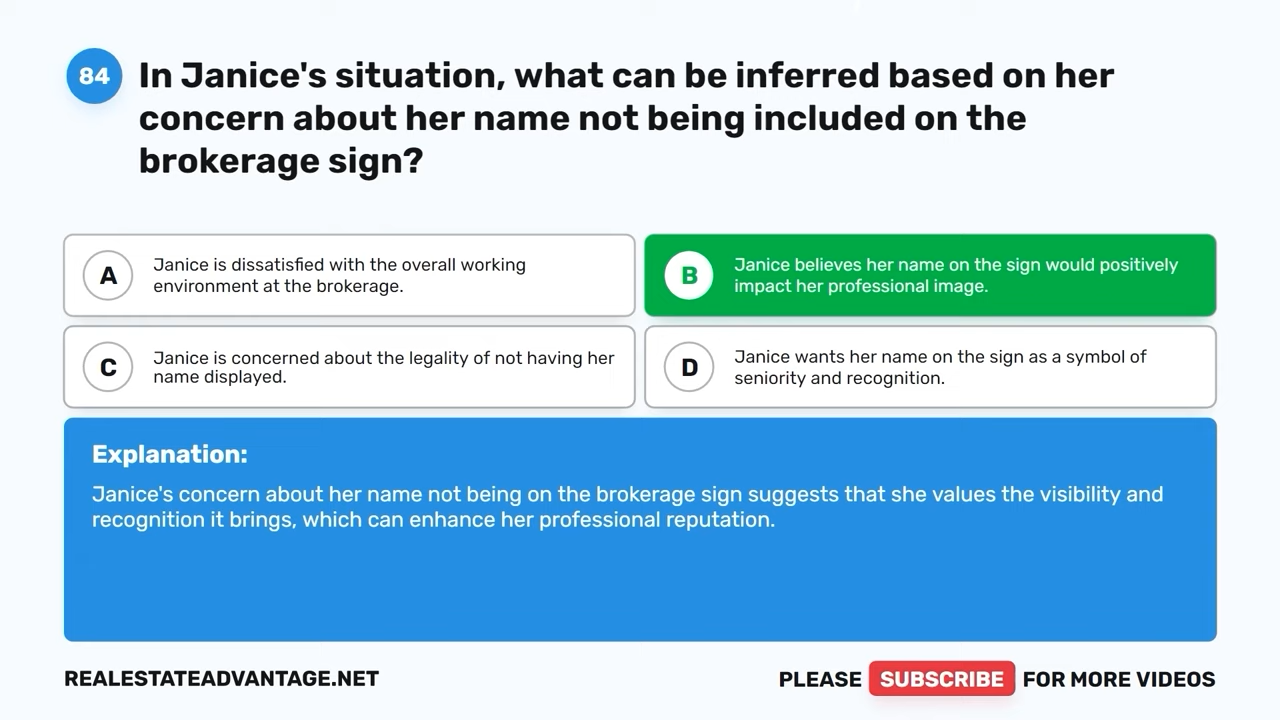 84
In Janice's situation, what can be inferred based on her
concern about her name not being included on the
brokerage sign?
A
Janice is dissatisfied with the overall working
environment at the brokerage.
B
Janice believes her name on the sign would positively
impact her professional image.
C
Janice is concerned about the legality of not having her
name displayed.
D
Janice wants her name on the sign as a symbol of
seniority and recognition.
Explanation:
Janice's concern about her name not being on the brokerage sign suggests that she values the visibility and
recognition it brings, which can enhance her professional reputation.
REALESTATEADVANTAGE.NET
PLEASE SUBSCRIBE FOR MORE VIDEOS